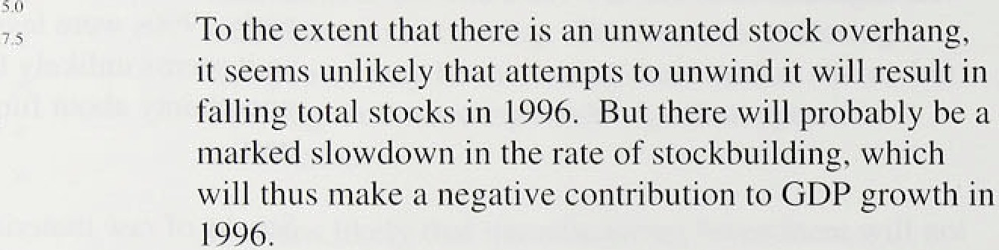 5.0
7.5
To the extent that there is an unwanted stock overhang,
it seems unlikely that attempts to unwind it will result in
falling total stocks in 1996.  But there will probably be a
marked slowdown in the rate of stockbuilding, which
will thus make a negative contribution to GDP growth in
1996.